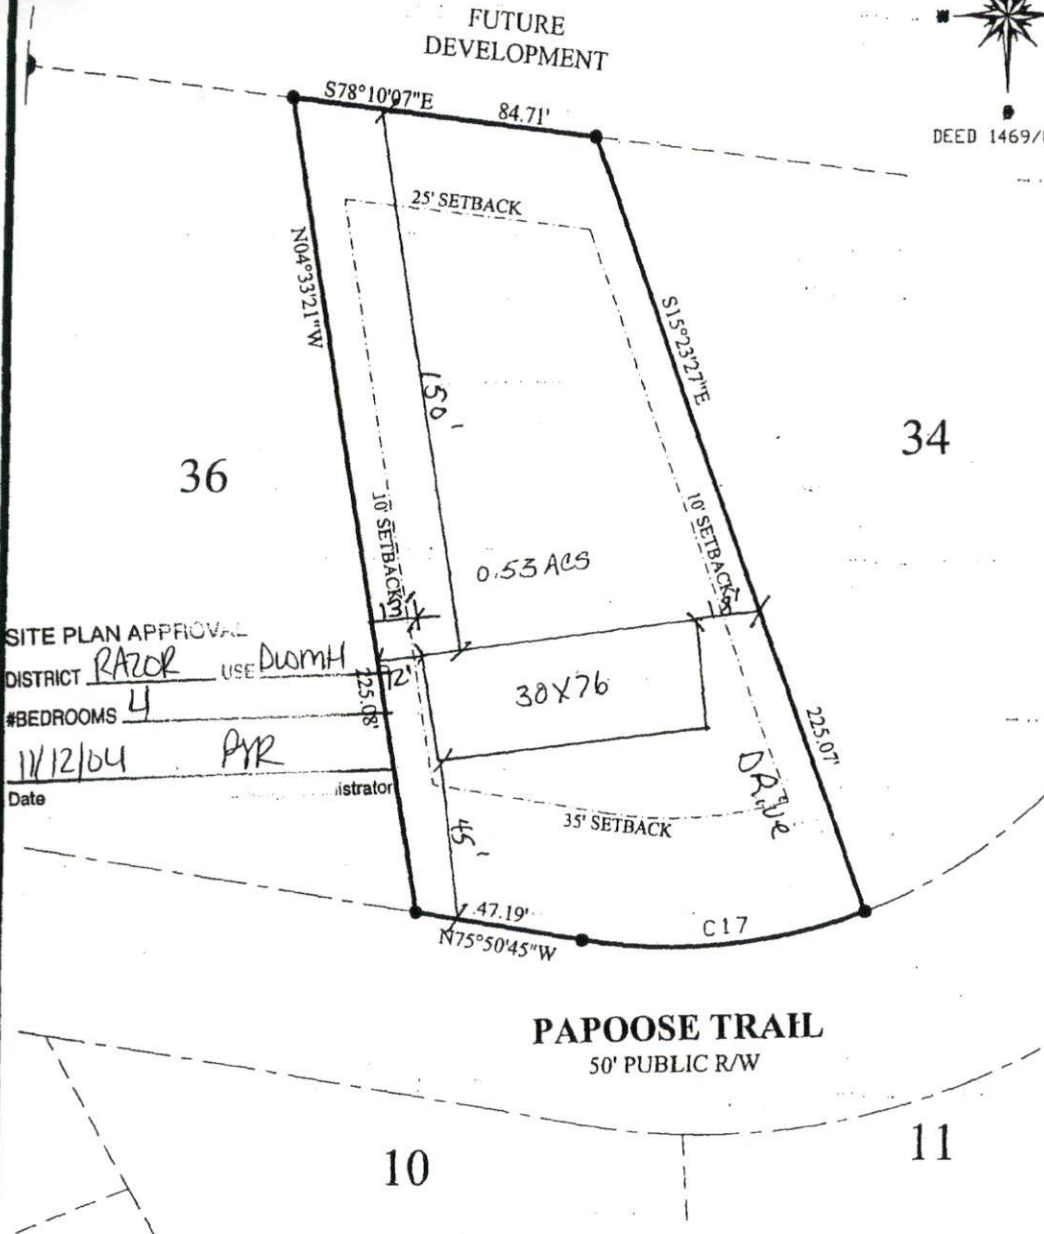 FUTURE
DEVELOPMENT
W
DEED 1469/
S78°10'07"E
84.71'
25' SETBACK
N04°33'21"W
S15°23'27"E
150'
34
36
10' SETBACK
10' SETBACK
0.53 ACS
13'
18'
SITE PLAN APPROVAL
DISTRICT RAZOR USE DWMH
12'
30X76
#BEDROOMS 4
225.08'
225.07'
11/12/04
Date
istrator
DRive
35' SETBACK
45'
47.19'
N75°50'45"W
C17
PAPOOSE TRAIL
50' PUBLIC R/W
10
11